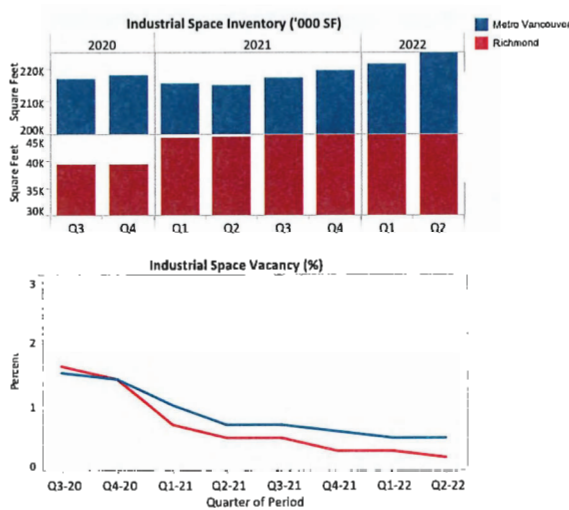 Industrial Space Inventory ('000 SF)
Metro Vancouver
Richmond
2020 2021 2022
Square Feet
220K
210K
200K
Square Feet
45K
40K
35K
30K
Q3 Q4 Q1 Q2 Q3 Q4 Q1 Q2
Industrial Space Vacancy (%)
Percent
3
2
1
0
Q3-20 Q4-20 Q1-21 Q2-21 Q3-21 Q4-21 Q1-22 Q2-22
Quarter of Period